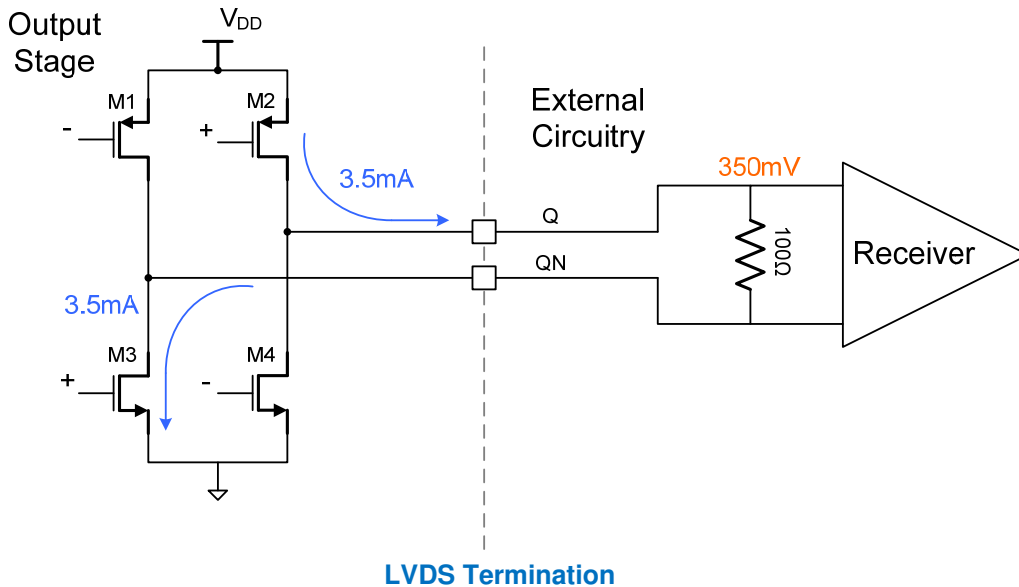 Output
Stage
VDD
M1
M2
-
+
3.5mA
External
Circuitry
350mV
Q
100Ω
Receiver
QN
3.5mA
M3
M4
+
-
LVDS Termination